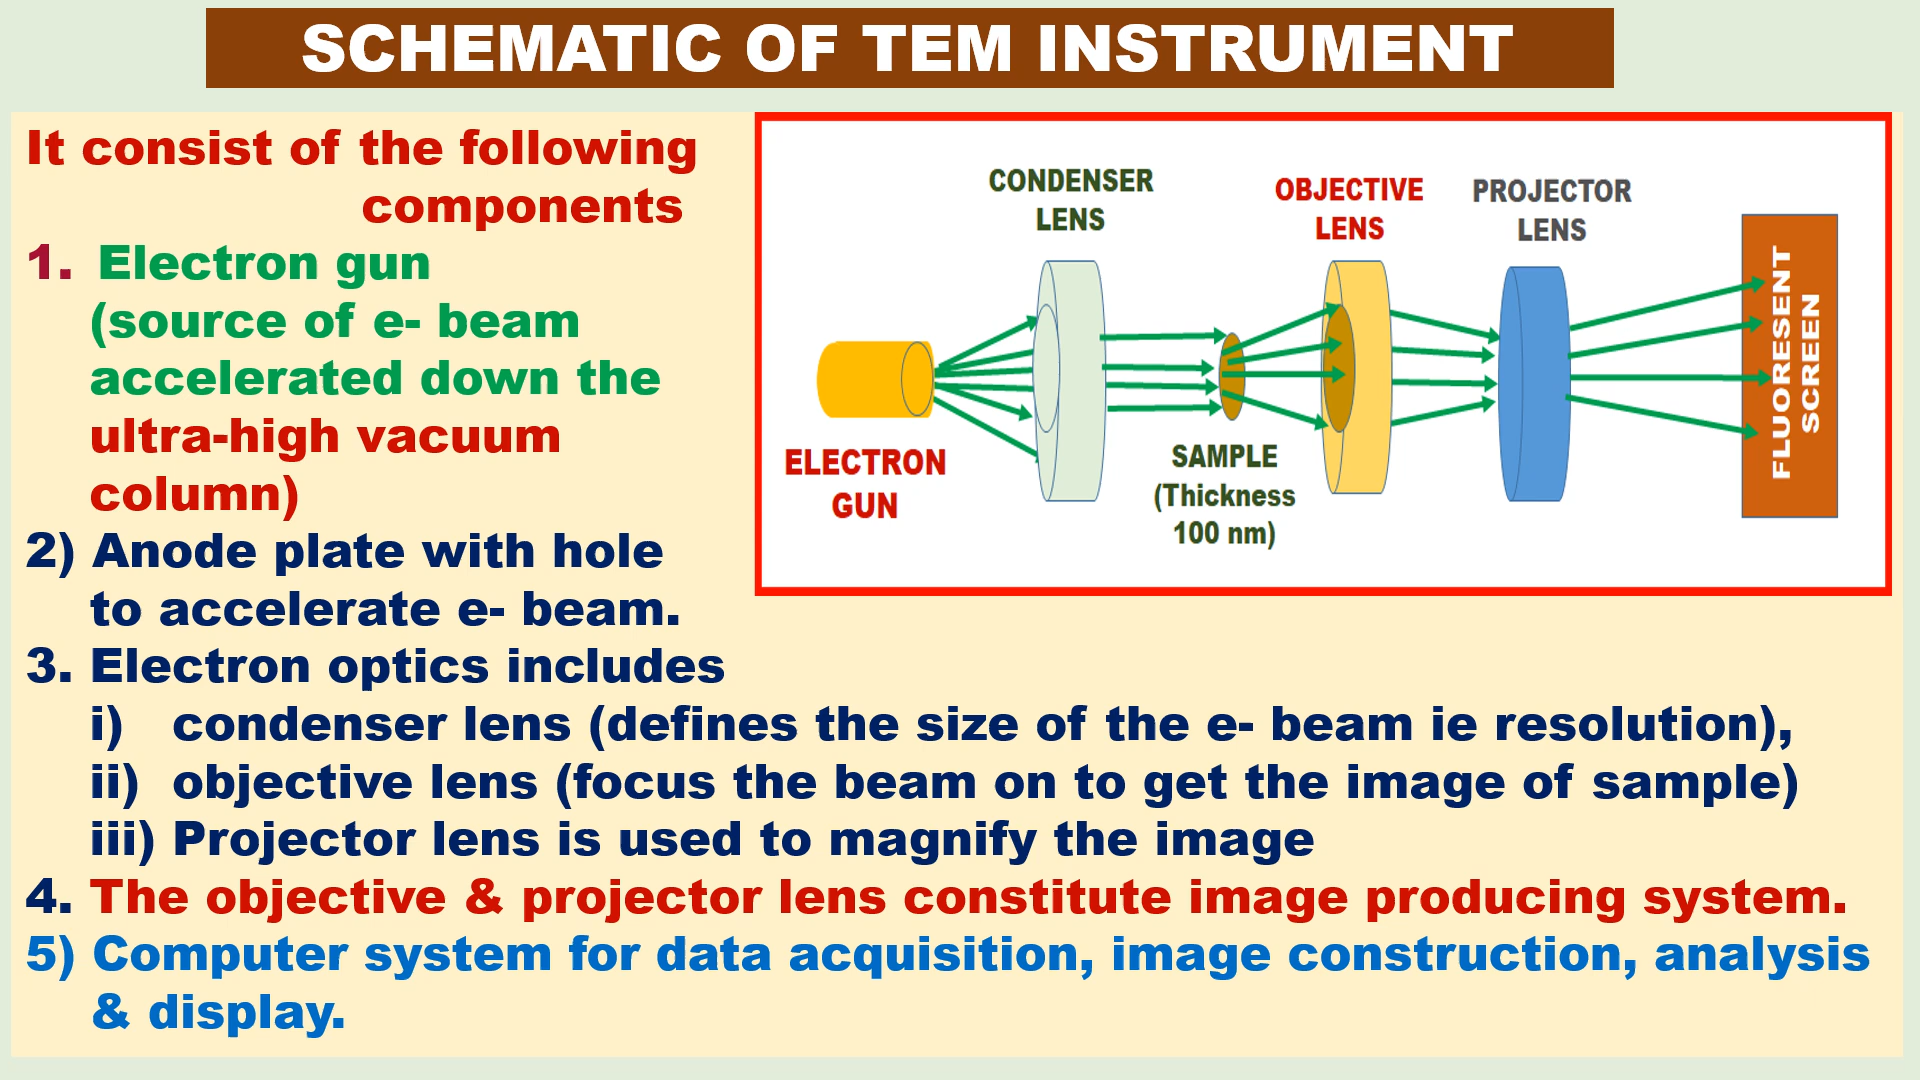 SCHEMATIC OF TEM INSTRUMENT
It consist of the following
components
1. Electron gun
(source of e- beam
accelerated down the
ultra-high vacuum
column)
2) Anode plate with hole
to accelerate e- beam.
3. Electron optics includes
i) condenser lens (defines the size of the e- beam ie resolution),
ii) objective lens (focus the beam on to get the image of sample)
iii) Projector lens is used to magnify the image
4. The objective & projector lens constitute image producing system.
5) Computer system for data acquisition, image construction, analysis
& display.
CONDENSER
LENS
OBJECTIVE
LENS
PROJECTOR
LENS
ELECTRON
GUN
SAMPLE
(Thickness
100 nm)
FLUORESENT
SCREEN